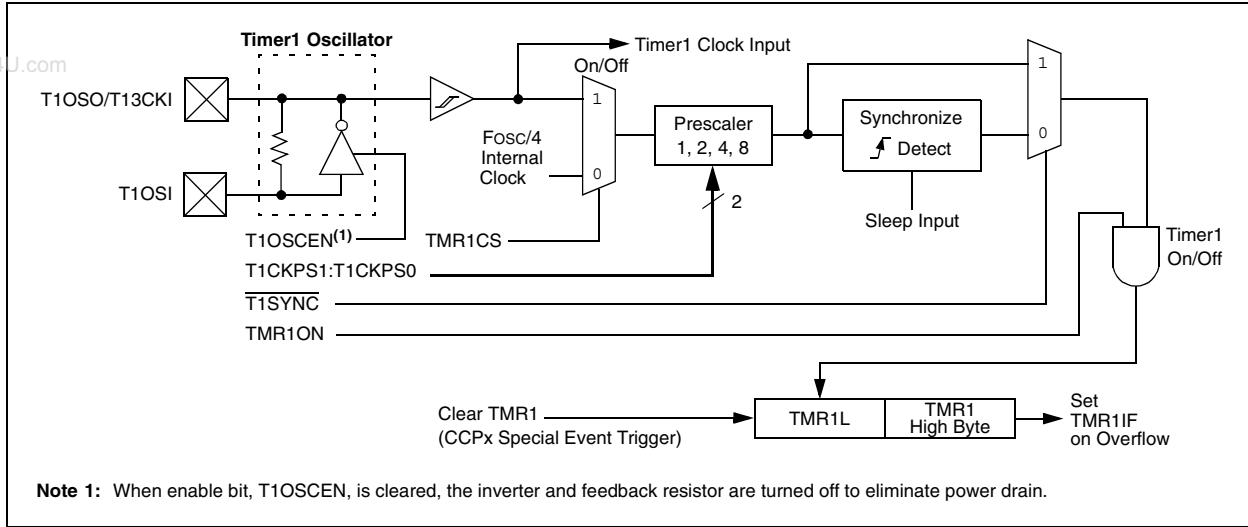 Timer1 Oscillator
4U.com
T1OSO/T13CKI
T1OSI
Timer1 Clock Input
On/Off
1
0
FOSC/4
Internal
Clock
Prescaler
1, 2, 4, 8
2
Synchronize
Detect
Sleep Input
1
0
Timer1
On/Off
T1OSCEN(1)
TMR1CS
T1CKPS1:T1CKPS0
T1SYNC
TMR1ON
Clear TMR1
(CCPx Special Event Trigger)
TMR1L
TMR1
High Byte
Set
TMR1IF
on Overflow
Note 1: When enable bit, T1OSCEN, is cleared, the inverter and feedback resistor are turned off to eliminate power drain.